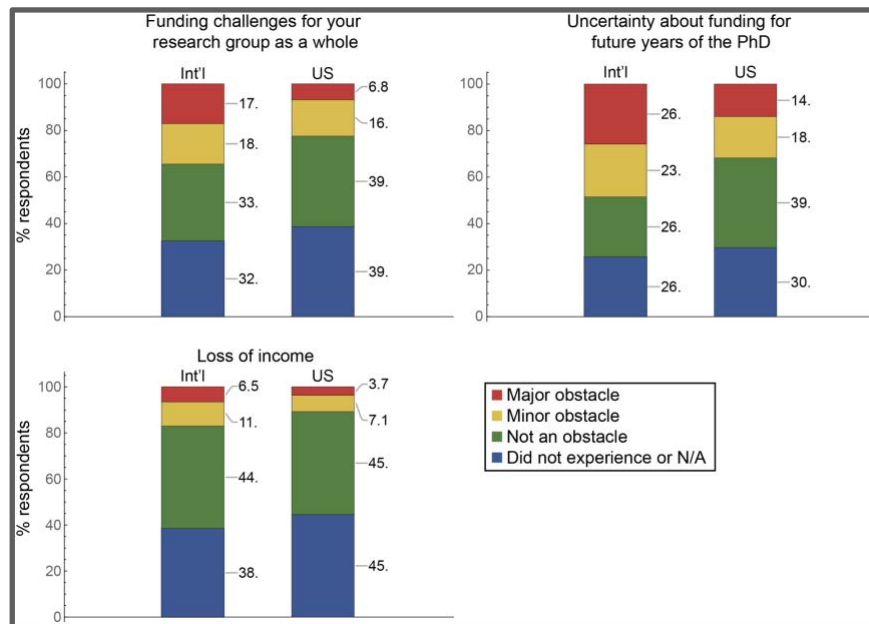 Funding challenges for your
research group as a whole
Int'l
US
% respondents
100
80
60
40
20
0
17.
18.
33.
32.
6.8
16.
39.
39.
Uncertainty about funding for
future years of the PhD
Int'l
US
100
80
60
40
20
0
26.
23.
26.
26.
14.
18.
39.
30.
Loss of income
Int'l
US
% respondents
100
80
60
40
20
0
6.5
11.
44.
38.
3.7
7.1
45.
45.
Major obstacle
Minor obstacle
Not an obstacle
Did not experience or N/A